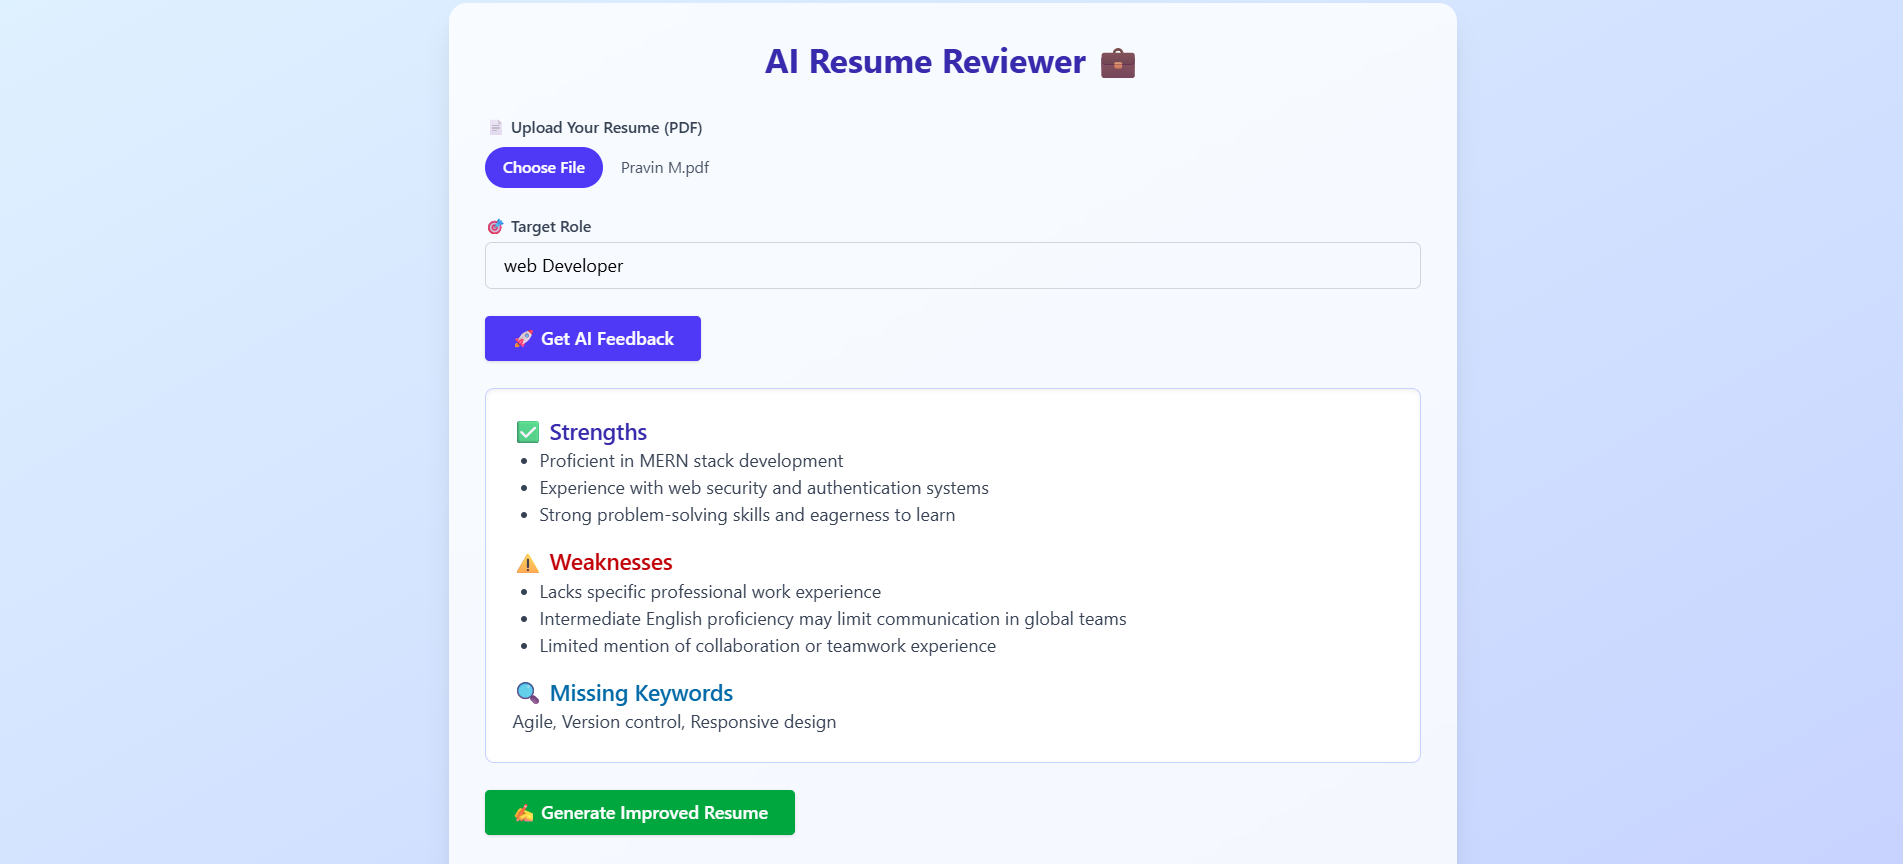 AI Resume Reviewer 💼
📄 Upload Your Resume (PDF)
Choose File Pravin M.pdf
🎯 Target Role
web Developer
🚀 Get AI Feedback
✅ Strengths
• Proficient in MERN stack development
• Experience with web security and authentication systems
• Strong problem-solving skills and eagerness to learn
⚠️ Weaknesses
• Lacks specific professional work experience
• Intermediate English proficiency may limit communication in global teams
• Limited mention of collaboration or teamwork experience
🔍 Missing Keywords
Agile, Version control, Responsive design
✍️ Generate Improved Resume